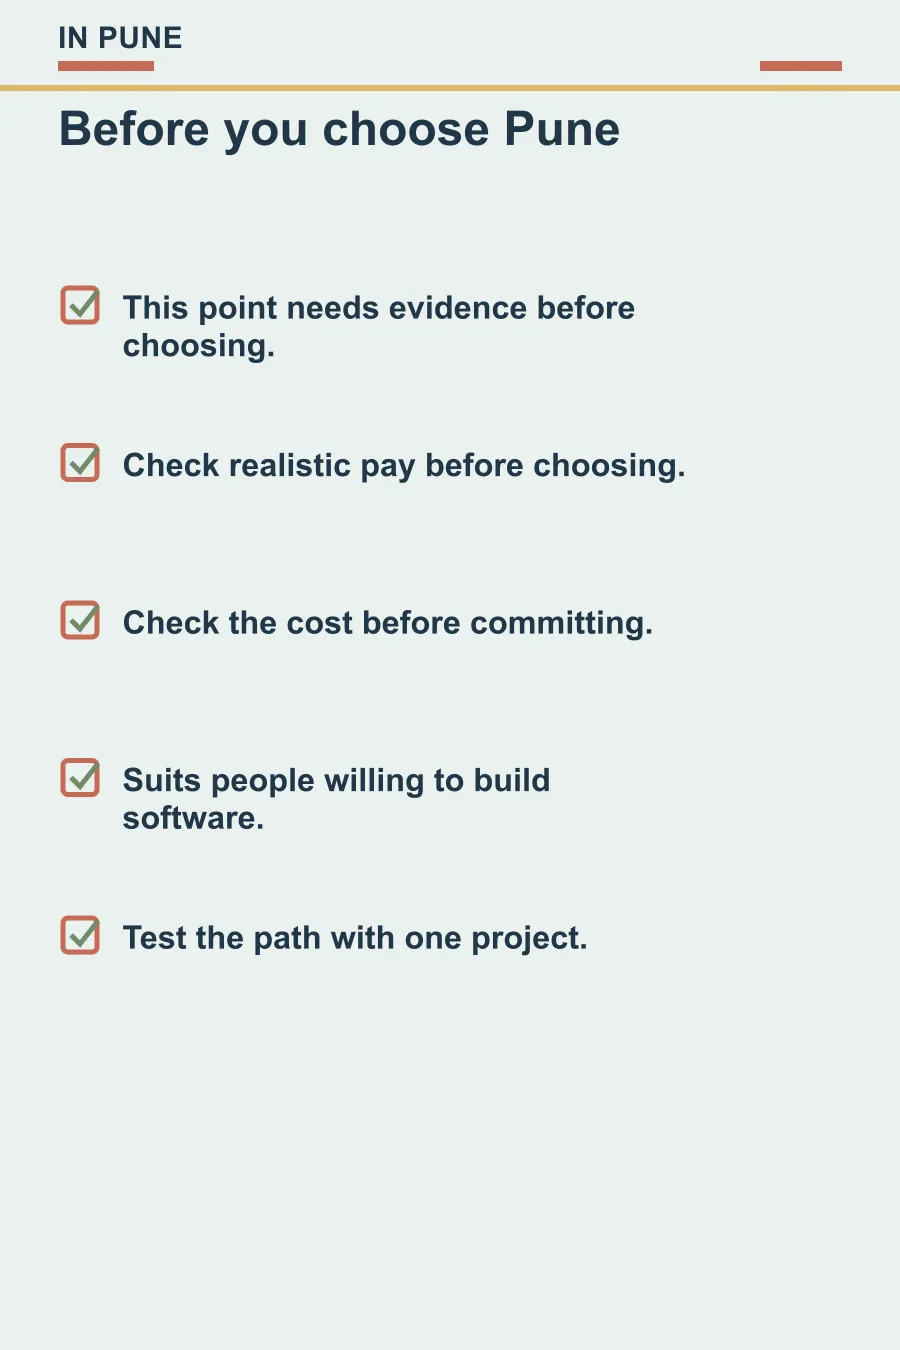 IN PUNE
Before you choose Pune
This point needs evidence before
choosing.
Check realistic pay before choosing.
Check the cost before committing.
Suits people willing to build
software.
Test the path with one project.